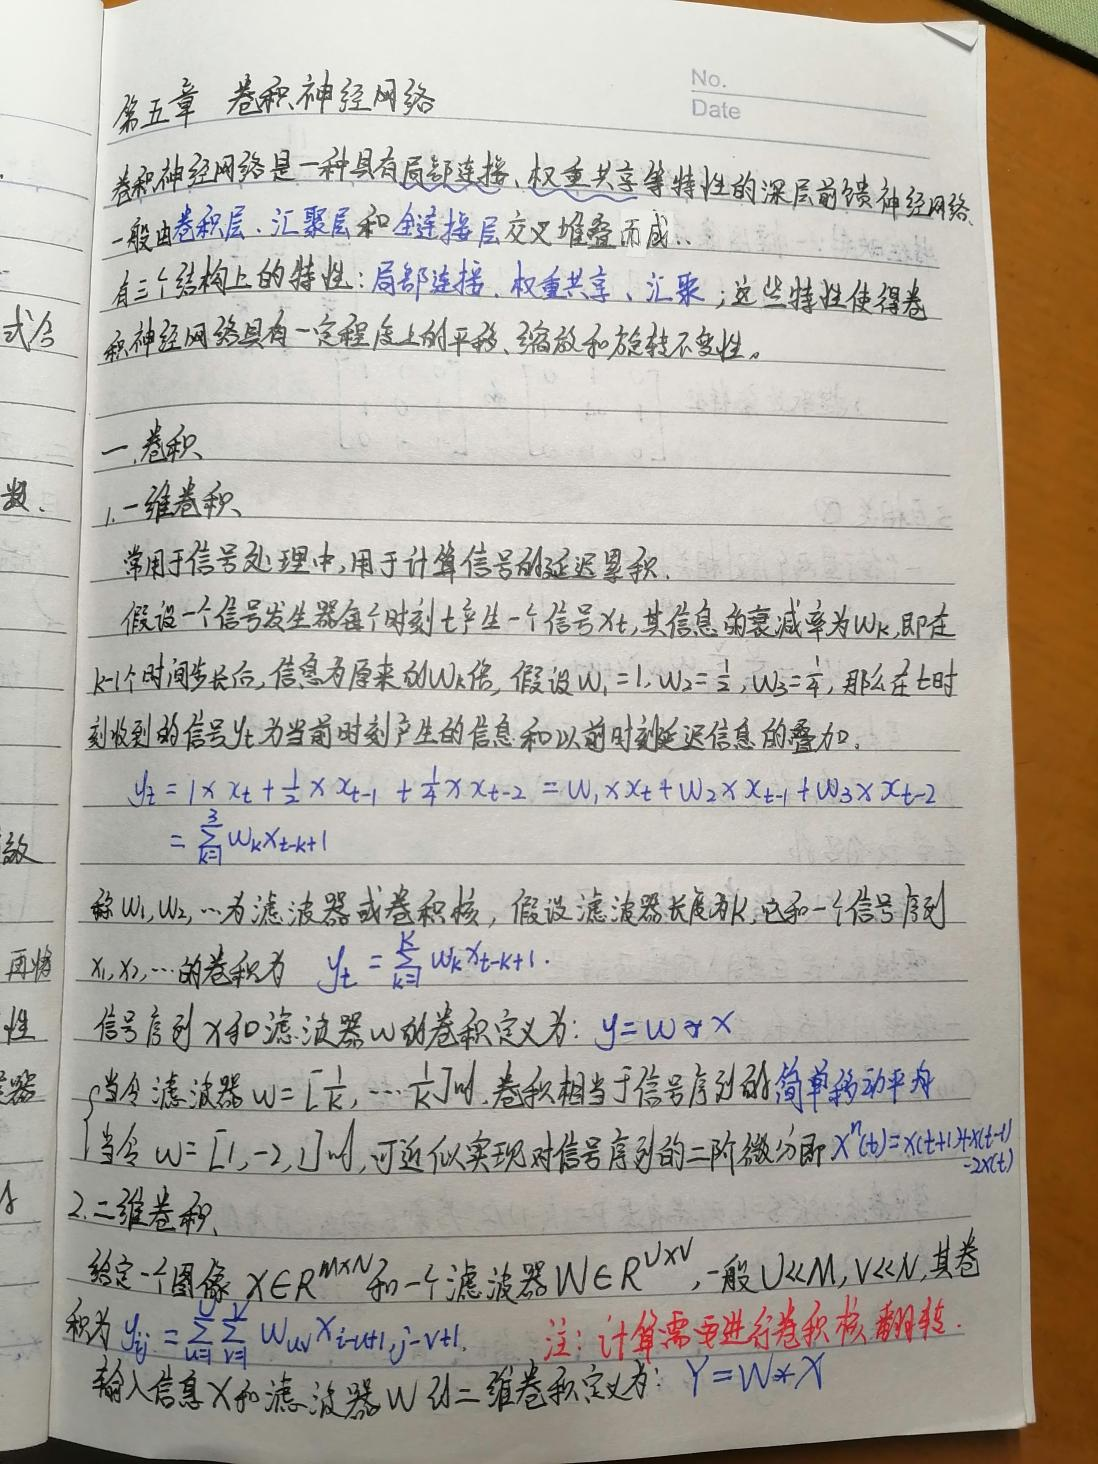 No.
Date
第五章 卷积神经网络
卷积神经网络是一种具有局部连接、权重共享等特性的深层前馈神经网络,
一般由卷积层、汇聚层和全连接层交叉堆叠而成..
有三个结构上的特性:局部连接、权重共享、汇聚;这些特性使得卷
积神经网络具有一定程度上的平移、缩放和旋转不变性。
一.卷积
1.一维卷积
常用于信号处理中,用于计算信号的延迟累积.
假设一个信号发生器每个时刻t产生一个信号xt,其信息的衰减率为Wk,即在
k-1个时间步长后,信息为原来的Wk倍,假设W1=1,W2=1/2,W3=1/4,那么在t时
刻收到的信号yt为当前时刻产生的信息和以前时刻延迟信息的叠加.
yt = 1×xt + 1/2×xt-1 + 1/4×xt-2 = W1×xt+W2×xt-1+W3×xt-2
= Σ(k=1→3) Wkxt-k+1
称W1,W2,…为滤波器或卷积核,假设滤波器长度为K,它和一个信号序列
x1,x2,…的卷积为 yt = Σ(k=1→K) Wkxt-k+1.
信号序列X和滤波器W的卷积定义为: y=W*X
当令滤波器W=[1/K,…1/K]时,卷积相当于信号序列的简单移动平均
当令W=[1,-2,1]时,可近似实现对信号序列的二阶微分即X"(t)=x(t+1)+x(t-1)
-2x(t)
2.二维卷积
给定一个图像X∈R^M×N和一个滤波器W∈R^U×V,一般U<<M,V<<N,其卷
积为 yij = Σ(u=1→U) Σ(v=1→V) Wuv xi-u+1,j-v+1. 注:计算需要进行卷积核翻转.
输入信息X和滤波器W的二维卷积定义为: Y=W*X
式合
数.
数
再将
性
器